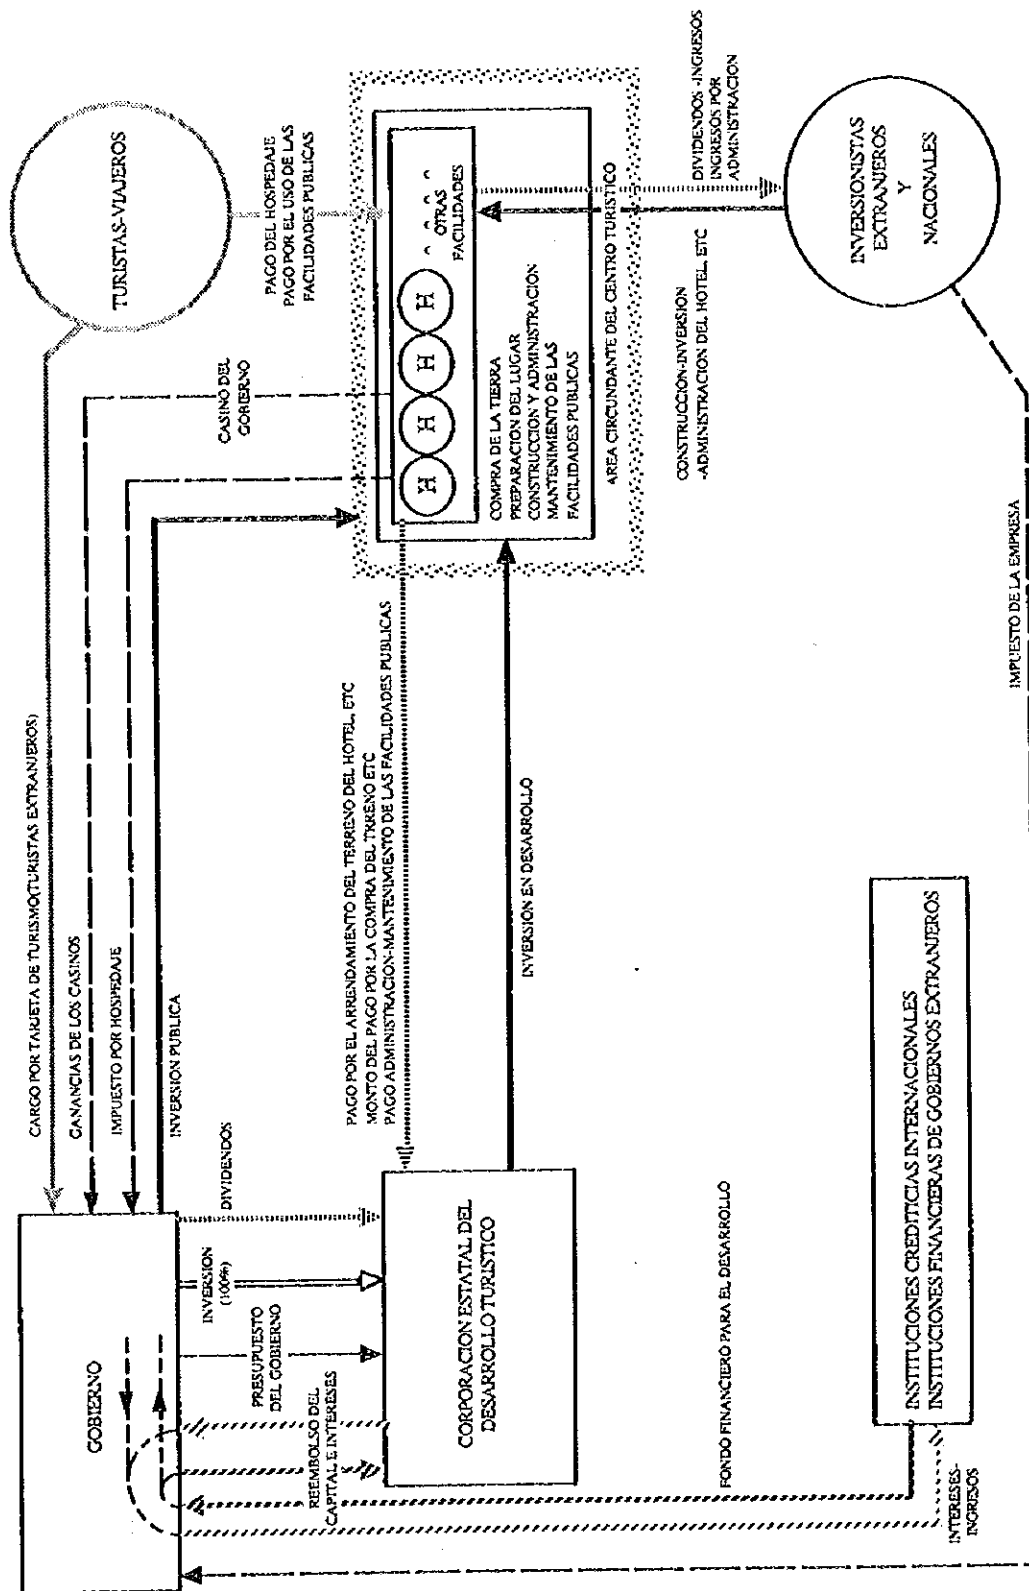 GOBIERNO
CARGO POR TARJETA DE TURISMO(TURISTAS EXTRANJEROS)
GANANCIAS DE LOS CASINOS
IMPUESTO POR HOSPEDAJE
INVERSION PUBLICA
CASINO DEL
GOBIERNO
TURISTAS-VIAJEROS
PAGO DEL HOSPEDAJE
PAGO POR EL USO DE LAS
FACILIDADES PUBLICAS
DIVIDENDOS
INVERSION
(100%)
PRESUPUESTO
DEL GOBIERNO
REEMBOLSO DEL
CAPITAL E INTERESES
PAGO POR EL ARRENDAMIENTO DEL TERRENO DEL HOTEL, ETC
MONTO DEL PAGO POR LA COMPRA DEL TRRENO ETC
PAGO ADMINISTRACION-MANTENIMIENTO DE LAS FACILIDADES PUBLICAS
H H H H
OTRAS
FACILIDADES
COMPRA DE LA TIERRA
PREPARACION DEL LUGAR
CONSTRUCCION Y ADMINISTRACION
MANTENIMIENTO DE LAS
FACILIDADES PUBLICAS
AREA CIRCUNDANTE DEL CENTRO TURISTICO
CORPORACION ESTATAL DEL
DESARROLLO TURISTICO
INVERSION EN DESARROLLO
CONSTRUCCION-INVERSION
-ADMINISTRACION DEL HOTEL, ETC
DIVIDENDOS -INGRESOS
INGRESOS POR
ADMINISTRACION
FONDO FINANCIERO PARA EL DESARROLLO
INVERSIONISTAS
EXTRANJEROS
Y
NACIONALES
INSTITUCIONES CREDITICIAS INTERNACIONALES
INSTITUCIONES FINANCIERAS DE GOBIERNOS EXTRANJEROS
INTERESES-
INGRESOS
IMPUESTO DE LA EMPRESA